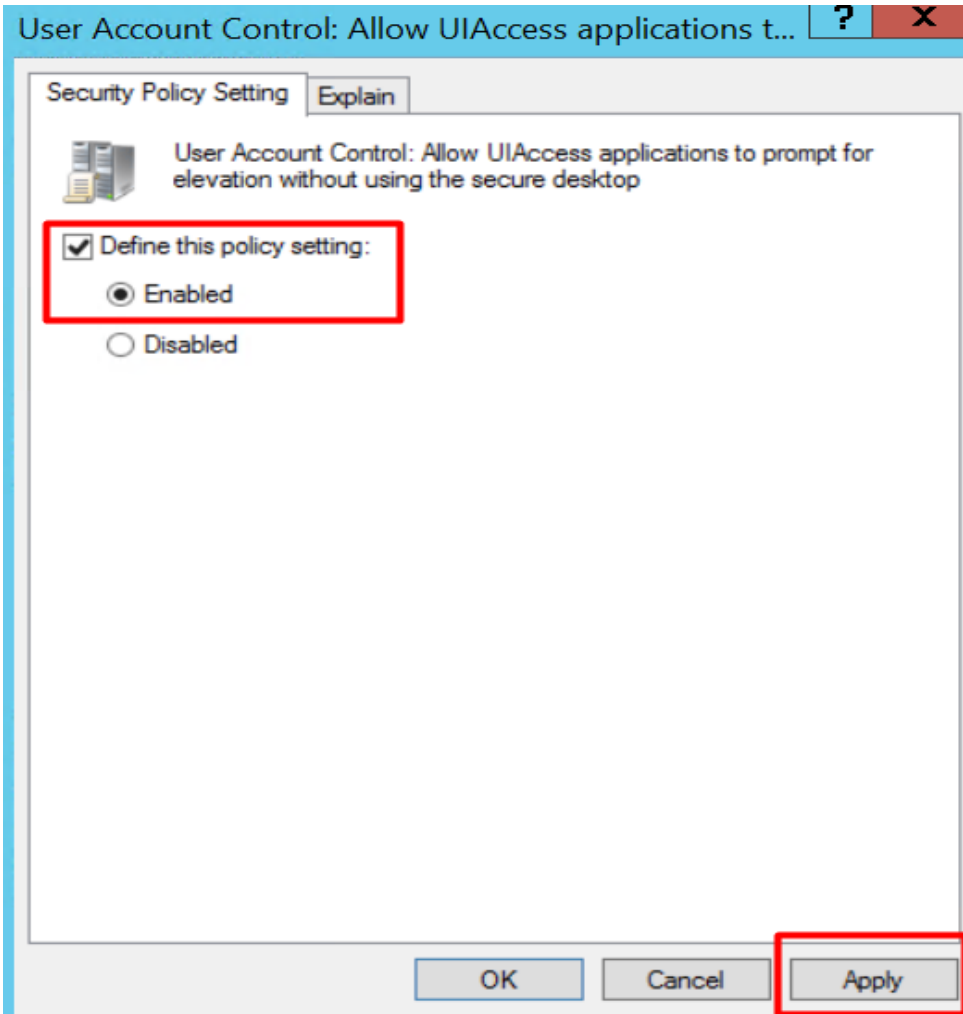 User Account Control: Allow UIAccess applications t...
?
X
Security Policy Setting
Explain
User Account Control: Allow UIAccess applications to prompt for
elevation without using the secure desktop
Define this policy setting:
Enabled
Disabled
OK
Cancel
Apply